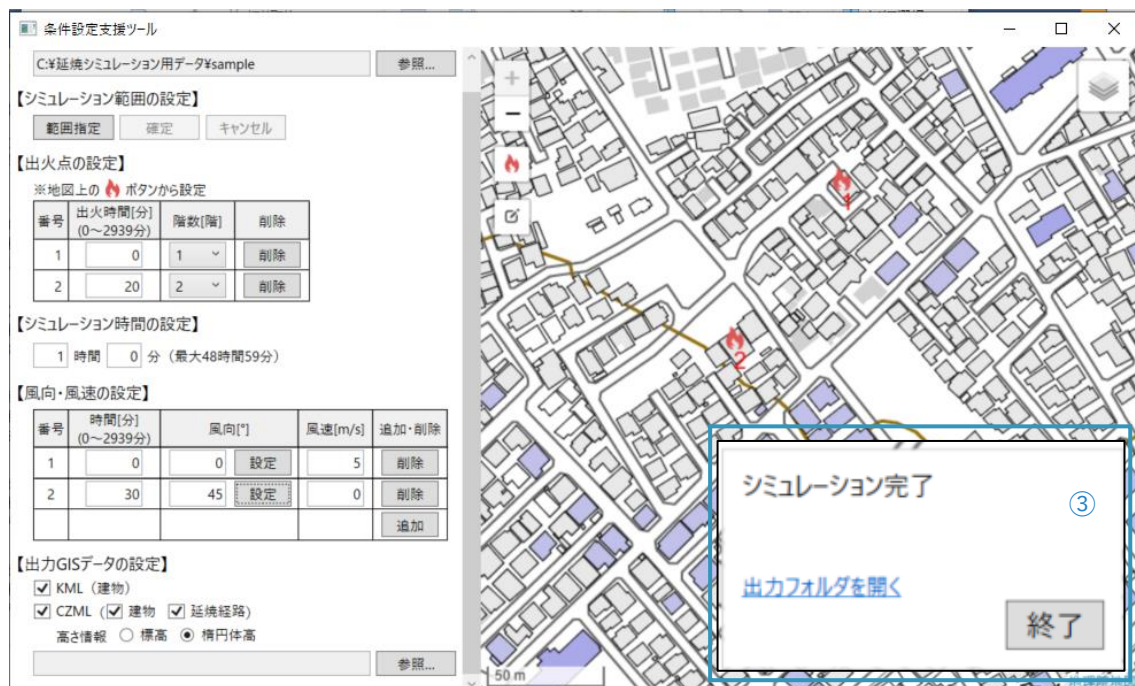 条件設定支援ツール
C:¥延焼シミュレーション用データ¥sample 参照...
【シミュレーション範囲の設定】
範囲指定 確定 キャンセル
【出火点の設定】
※地図上の ボタンから設定
番号 出火時間[分] 階数[階] 削除
(0～2939分)
1 0 1 削除
2 20 2 削除
【シミュレーション時間の設定】
1 時間 0 分 (最大48時間59分)
【風向・風速の設定】
番号 時間[分] 風向[°] 風速[m/s] 追加・削除
(0～2939分)
1 0 0 設定 5 削除
2 30 45 設定 0 削除
追加
【出力GISデータの設定】
KML (建物)
CZML (建物 延焼経路)
高さ情報 標高 楕円体高
参照...
1
2
シミュレーション完了
③
出力フォルダを開く
終了
50 m